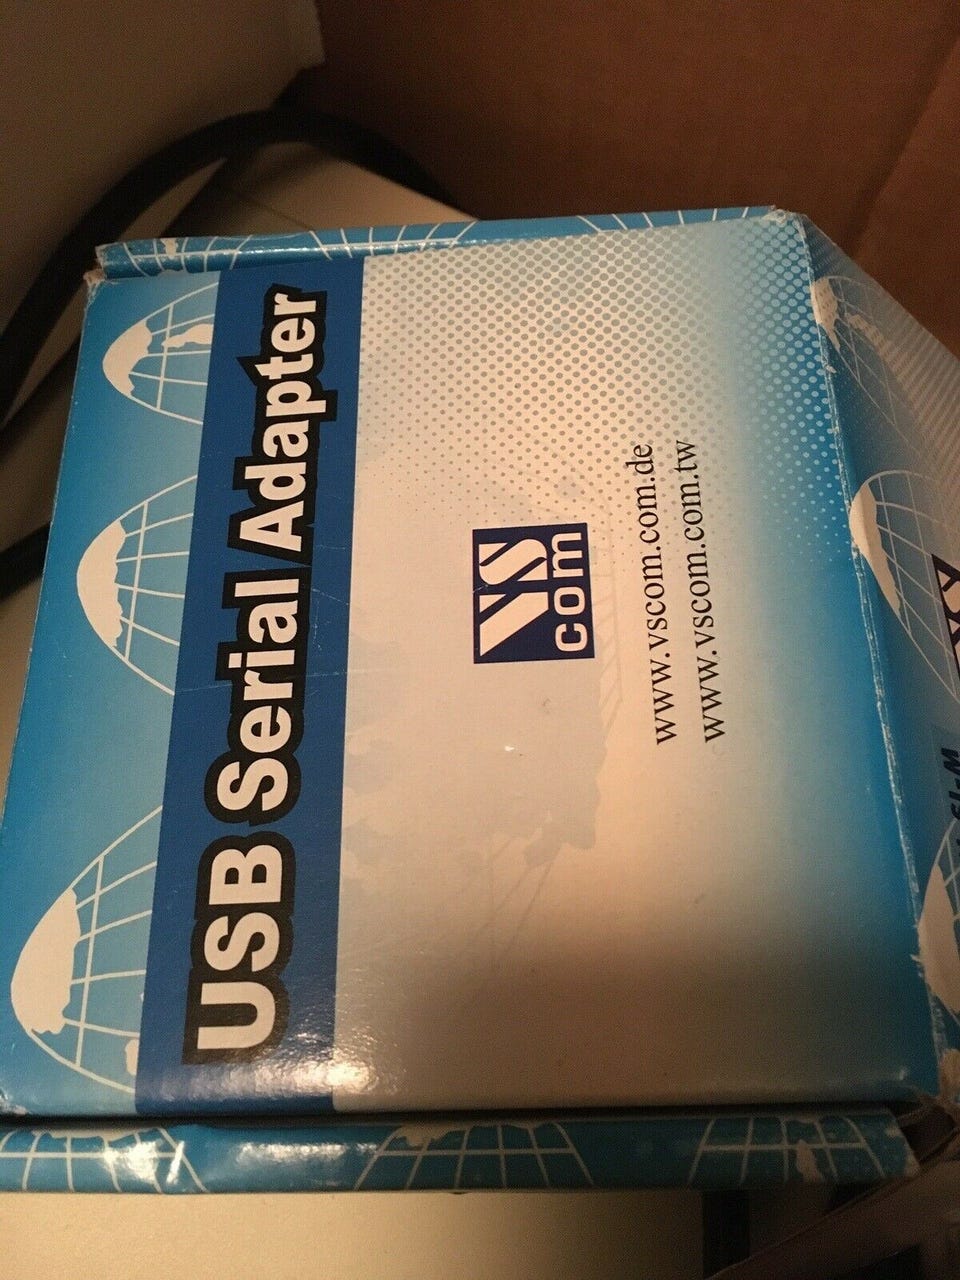 USB Serial Adapter
VS
com
www.vscom.com.de
www.vscom.com.tw